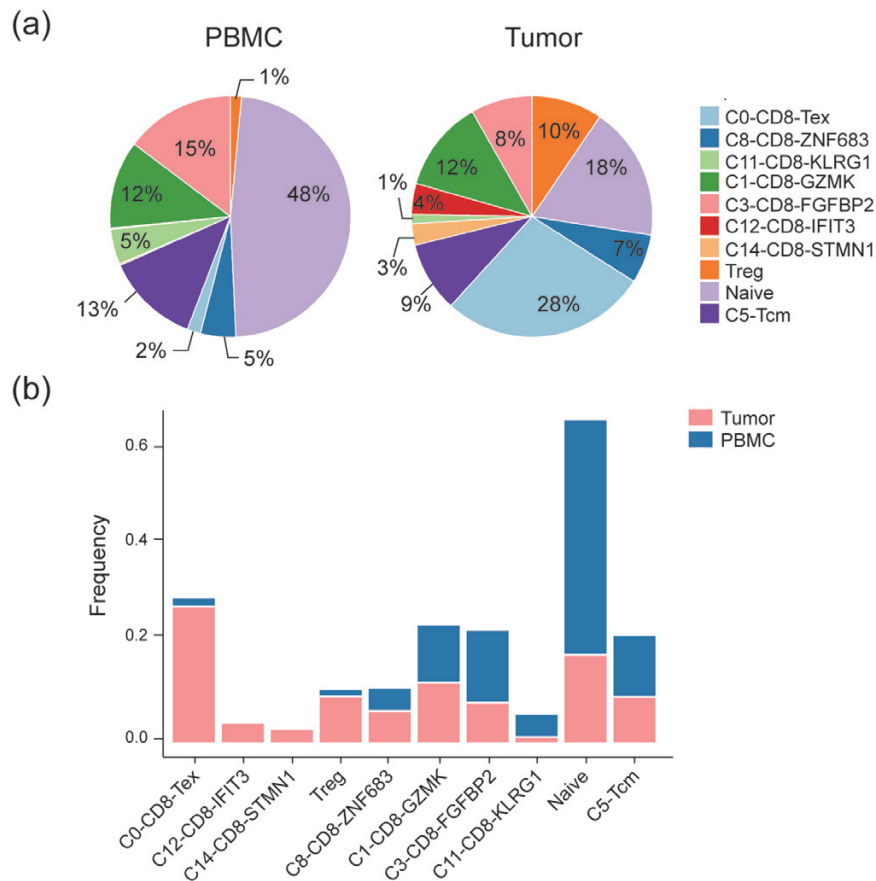 (a)
PBMC
Tumor
1%
48%
5%
2%
13%
5%
12%
15%
10%
18%
7%
28%
9%
3%
1%
4%
12%
8%
C0-CD8-Tex
C8-CD8-ZNF683
C11-CD8-KLRG1
C1-CD8-GZMK
C3-CD8-FGFBP2
C12-CD8-IFIT3
C14-CD8-STMN1
Treg
Naive
C5-Tcm
(b)
Tumor
PBMC
Frequency
0.6
0.4
0.2
0.0
C0-CD8-Tex
C12-CD8-IFIT3
C14-CD8-STMN1
Treg
C8-CD8-ZNF683
C1-CD8-GZMK
C3-CD8-FGFBP2
C11-CD8-KLRG1
Naive
C5-Tcm